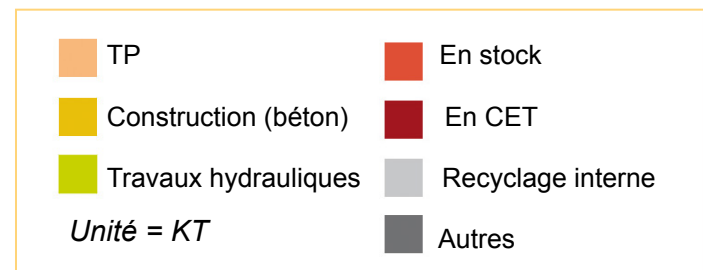 TP
Construction (béton)
Travaux hydrauliques
Unité = KT
En stock
En CET
Recyclage interne
Autres